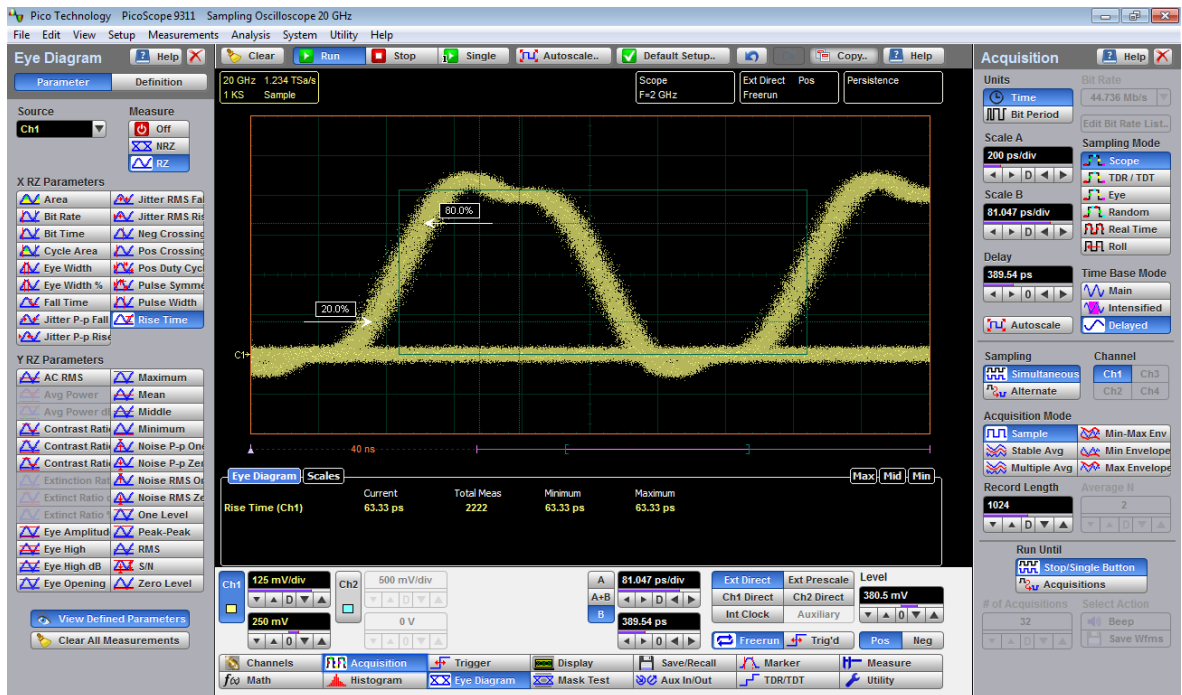 Pico Technology PicoScope 9311 Sampling Oscilloscope 20 GHz
File Edit View Setup Measurements Analysis System Utility Help
Eye Diagram Help
Parameter Definition
Source Measure
Ch1 Off
NRZ
RZ
X RZ Parameters
Area Jitter RMS Fal
Bit Rate Jitter RMS Ris
Bit Time Neg Crossing
Cycle Area Pos Crossing
Eye Width Pos Duty Cycl
Eye Width % Pulse Symme
Fall Time Pulse Width
Jitter P-p Fall Rise Time
Jitter P-p Rise
Y RZ Parameters
AC RMS Maximum
Avg Power Mean
Avg Power dB Middle
Contrast Ratio Minimum
Contrast Ratio Noise P-p One
Contrast Ratio Noise P-p Zer
Extinction Rat Noise RMS On
Extinct Ratio Noise RMS Ze
Extinct Ratio % One Level
Eye Amplitud Peak-Peak
Eye High RMS
Eye High dB S/N
Eye Opening Zero Level
View Defined Parameters
Clear All Measurements
Clear Run Stop Single Autoscale.. Default Setup.. Copy.. Help
20 GHz 1.234 TSa/s
1 KS Sample
Scope
F=2 GHz
Ext Direct Pos
Freerun
Persistence
80.0%
20.0%
C1
40 ns
Eye Diagram Scales Max Mid Min
Current Total Meas Minimum Maximum
Rise Time (Ch1) 63.33 ps 2222 63.33 ps 63.33 ps
Ch1 125 mV/div Ch2 500 mV/div
D D
250 mV 0 V
0 0
A 81.047 ps/div
A+B D
B 389.54 ps
0
Ext Direct Ext Prescale Level
Ch1 Direct Ch2 Direct 380.5 mV
Int Clock Auxiliary 0
Freerun Trig'd Pos Neg
Channels Acquisition Trigger Display Save/Recall Marker Measure
f(x) Math Histogram Eye Diagram Mask Test Aux In/Out TDR/TDT Utility
Acquisition Help
Units Bit Rate
Time 44.736 Mb/s
Bit Period Edit Bit Rate List..
Scale A Sampling Mode
200 ps/div Scope
D TDR / TDT
Scale B Eye
81.047 ps/div Random
D Real Time
Roll
Delay
389.54 ps Time Base Mode
0 Main
Intensified
Autoscale Delayed
Sampling Channel
Simultaneous Ch1 Ch3
Alternate Ch2 Ch4
Acquisition Mode
Sample Min-Max Env
Stable Avg Min Envelope
Multiple Avg Max Envelope
Record Length Average N
1024 2
D D
Run Until
Stop/Single Button
Acquisitions
# of Acquisitions Select Action
32 Beep
D Save Wfms